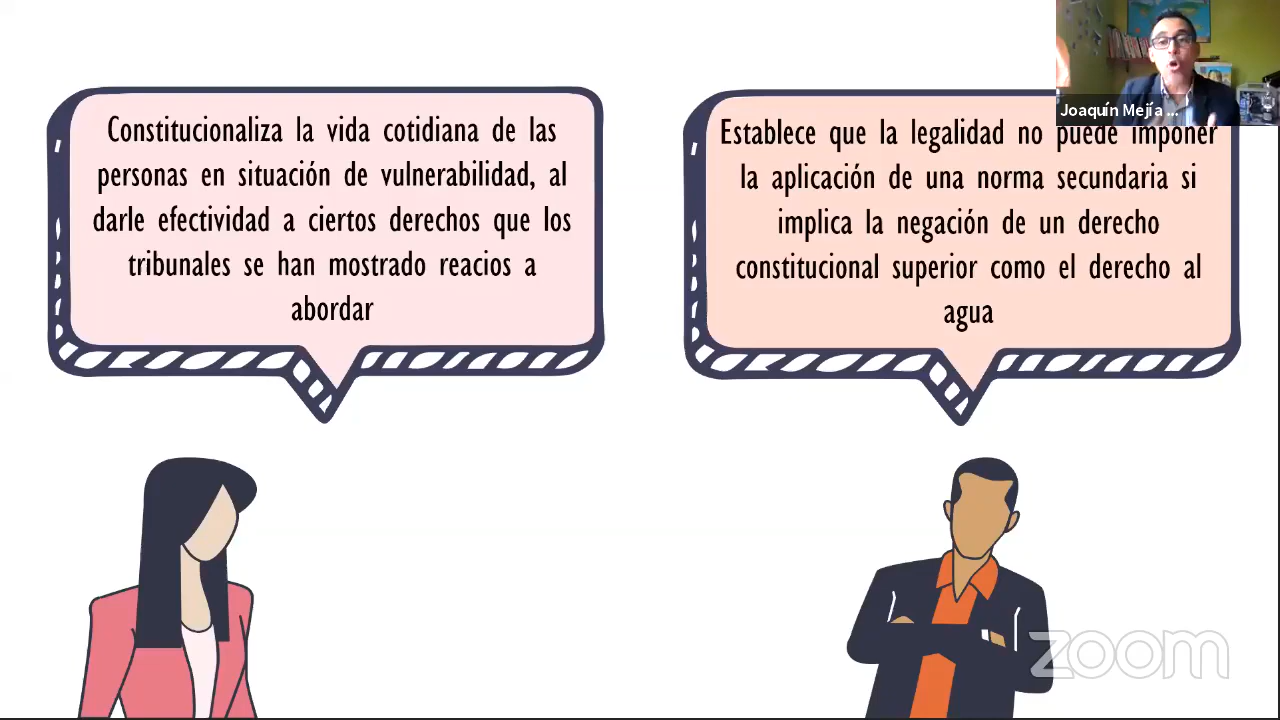 Constitucionaliza la vida cotidiana de las
personas en situación de vulnerabilidad, al
darle efectividad a ciertos derechos que los
tribunales se han mostrado reacios a
abordar
Joaquín Mejía ...
Establece que la legalidad no puede imponer
la aplicación de una norma secundaria si
implica la negación de un derecho
constitucional superior como el derecho al
agua
zoom